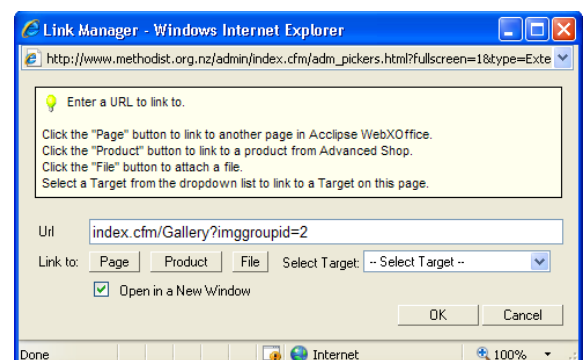 Link Manager - Windows Internet Explorer
http://www.methodist.org.nz/admin/index.cfm/adm_pickers.html?fullscreen=1&type=Exte
Enter a URL to link to.
Click the "Page" button to link to another page in Acclipse WebXOffice.
Click the "Product" button to link to a product from Advanced Shop.
Click the "File" button to attach a file.
Select a Target from the dropdown list to link to a Target on this page.
Url index.cfm/Gallery?imggroupid=2
Link to: Page Product File Select Target: -- Select Target --
Open in a New Window
OK Cancel
Done Internet 100%